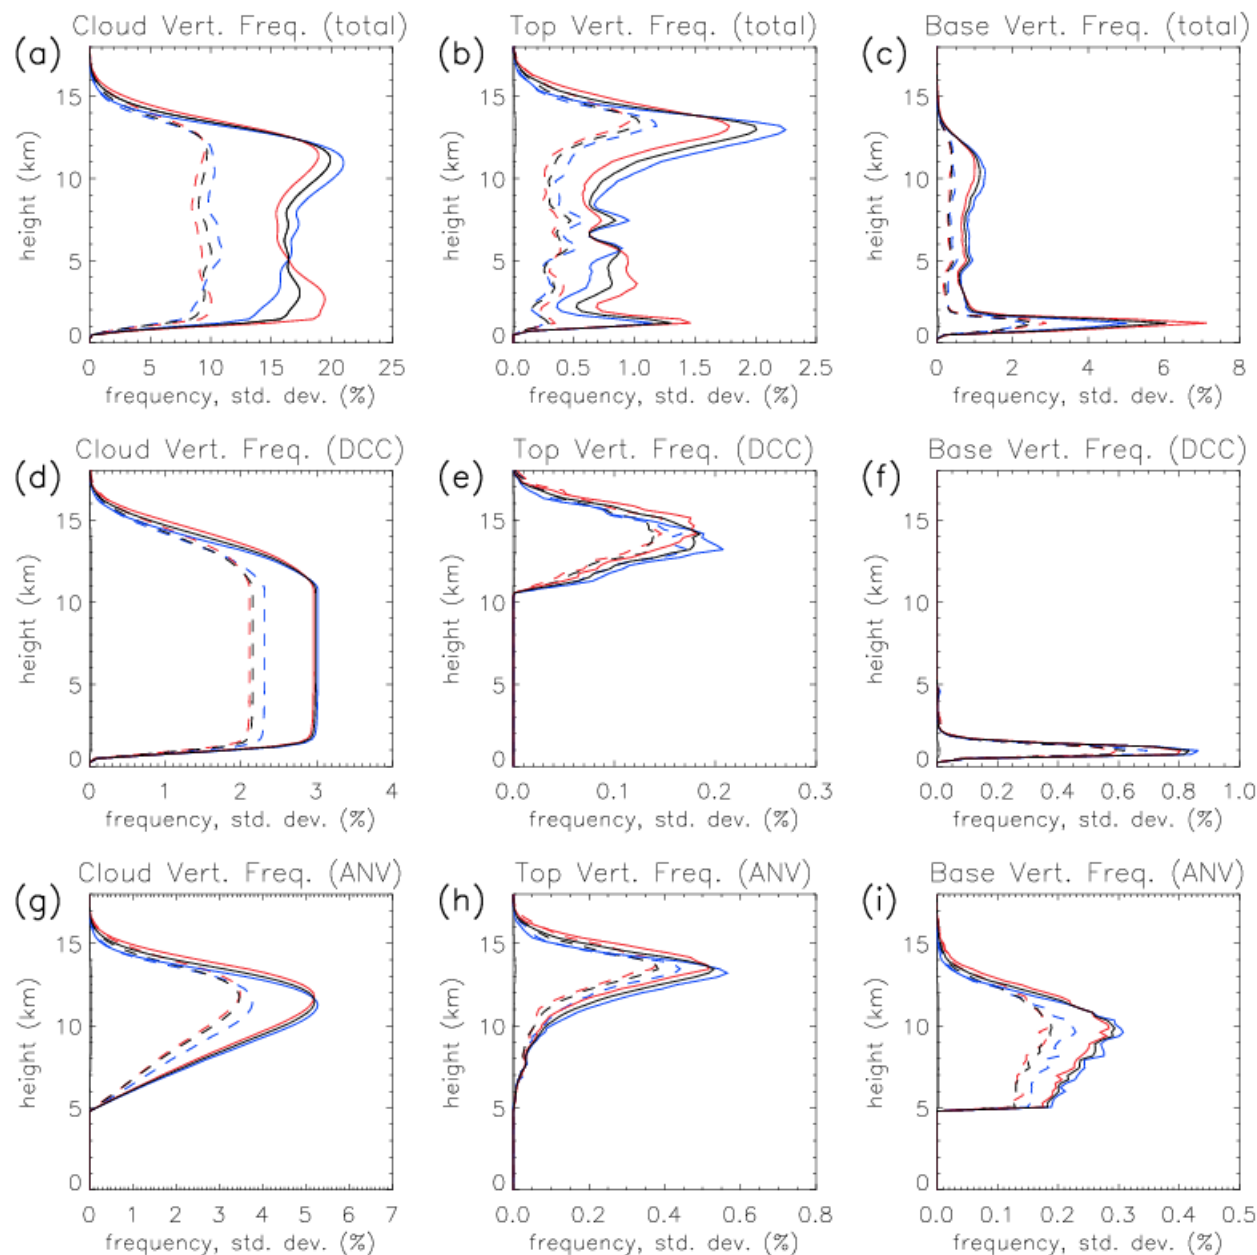 Cloud Vert. Freq. (total)
Top Vert. Freq. (total)
Base Vert. Freq. (total)
(a)
(b)
(c)
15
10
5
0
height (km)
0 5 10 15 20 25
frequency, std. dev. (%)
15
10
5
0
height (km)
0.0 0.5 1.0 1.5 2.0 2.5
frequency, std. dev. (%)
15
10
5
0
height (km)
0 2 4 6 8
frequency, std. dev. (%)
Cloud Vert. Freq. (DCC)
Top Vert. Freq. (DCC)
Base Vert. Freq. (DCC)
(d)
(e)
(f)
15
10
5
0
height (km)
0 1 2 3 4
frequency, std. dev. (%)
15
10
5
0
height (km)
0.0 0.1 0.2 0.3
frequency, std. dev. (%)
15
10
5
0
height (km)
0.0 0.2 0.4 0.6 0.8 1.0
frequency, std. dev. (%)
Cloud Vert. Freq. (ANV)
Top Vert. Freq. (ANV)
Base Vert. Freq. (ANV)
(g)
(h)
(i)
15
10
5
0
height (km)
0 1 2 3 4 5 6 7
frequency, std. dev. (%)
15
10
5
0
height (km)
0.0 0.2 0.4 0.6 0.8
frequency, std. dev. (%)
15
10
5
0
height (km)
0.0 0.1 0.2 0.3 0.4 0.5
frequency, std. dev. (%)